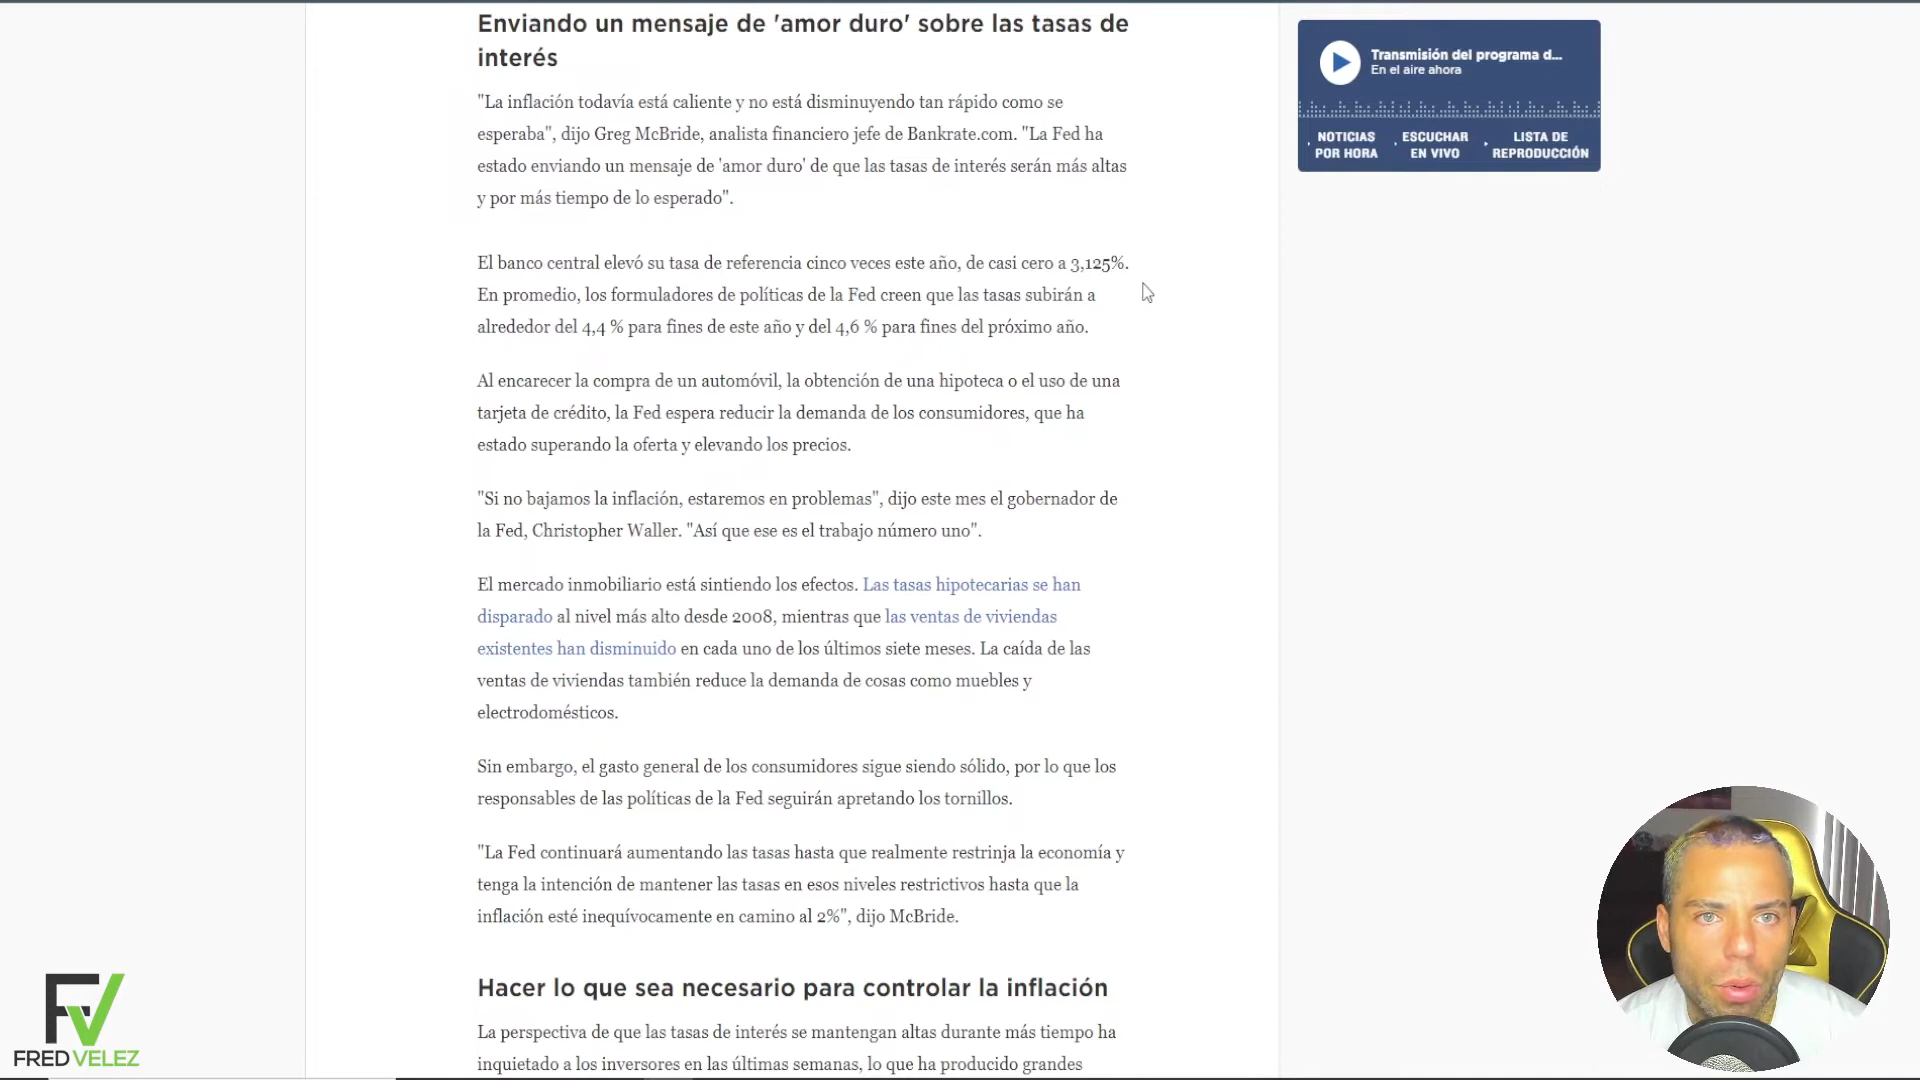 Enviando un mensaje de 'amor duro' sobre las tasas de
interés
"La inflación todavía está caliente y no está disminuyendo tan rápido como se
esperaba", dijo Greg McBride, analista financiero jefe de Bankrate.com. "La Fed ha
estado enviando un mensaje de 'amor duro' de que las tasas de interés serán más altas
y por más tiempo de lo esperado".
El banco central elevó su tasa de referencia cinco veces este año, de casi cero a 3,125%.
En promedio, los formuladores de políticas de la Fed creen que las tasas subirán a
alrededor del 4,4 % para fines de este año y del 4,6 % para fines del próximo año.
Al encarecer la compra de un automóvil, la obtención de una hipoteca o el uso de una
tarjeta de crédito, la Fed espera reducir la demanda de los consumidores, que ha
estado superando la oferta y elevando los precios.
"Si no bajamos la inflación, estaremos en problemas", dijo este mes el gobernador de
la Fed, Christopher Waller. "Así que ese es el trabajo número uno".
El mercado inmobiliario está sintiendo los efectos. Las tasas hipotecarias se han
disparado al nivel más alto desde 2008, mientras que las ventas de viviendas
existentes han disminuido en cada uno de los últimos siete meses. La caída de las
ventas de viviendas también reduce la demanda de cosas como muebles y
electrodomésticos.
Sin embargo, el gasto general de los consumidores sigue siendo sólido, por lo que los
responsables de las políticas de la Fed seguirán apretando los tornillos.
"La Fed continuará aumentando las tasas hasta que realmente restrinja la economía y
tenga la intención de mantener las tasas en esos niveles restrictivos hasta que la
inflación esté inequívocamente en camino al 2%", dijo McBride.
Hacer lo que sea necesario para controlar la inflación
La perspectiva de que las tasas de interés se mantengan altas durante más tiempo ha
inquietado a los inversores en las últimas semanas, lo que ha producido grandes
Transmisión del programa d...
En el aire ahora
NOTICIAS
POR HORA
ESCUCHAR
EN VIVO
LISTA DE
REPRODUCCIÓN
FV
FRED VELEZ